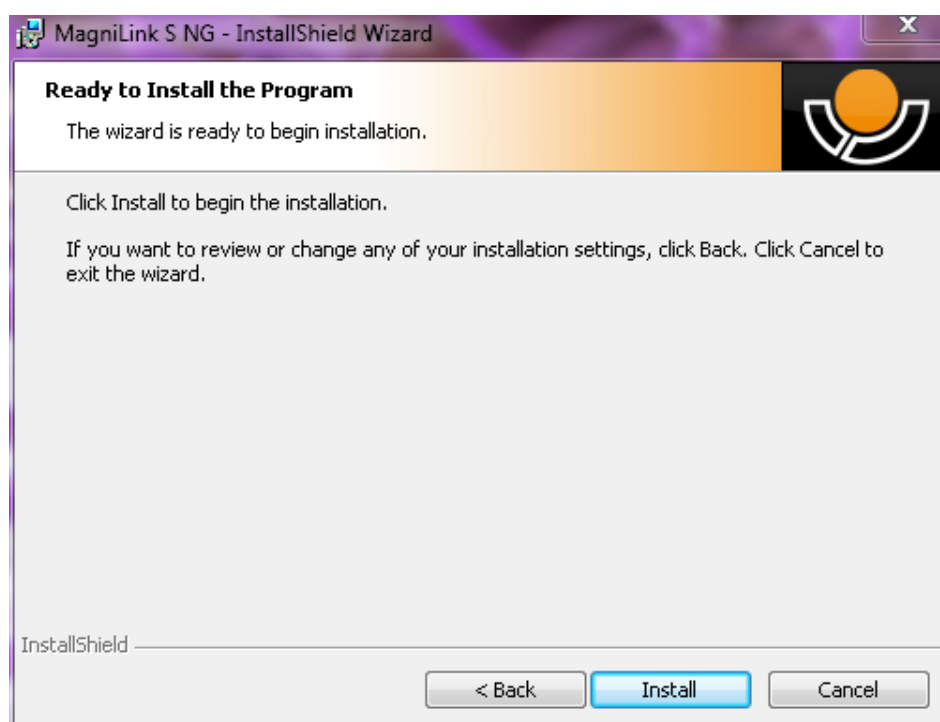 MagniLink S NG - InstallShield Wizard
Ready to Install the Program
The wizard is ready to begin installation.
Click Install to begin the installation.
If you want to review or change any of your installation settings, click Back. Click Cancel to
exit the wizard.
InstallShield
< Back
Install
Cancel